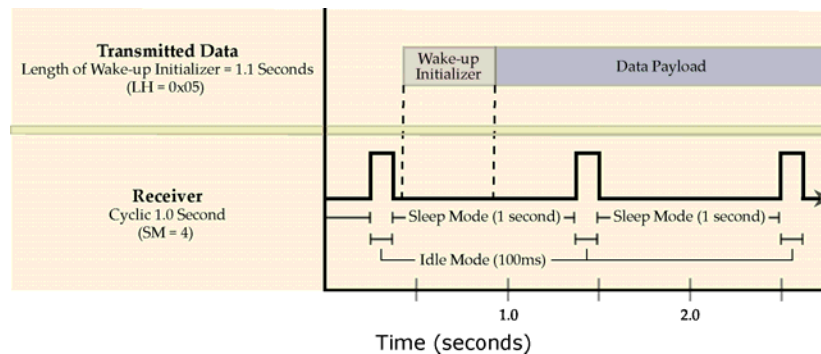 Transmitted Data
Length of Wake-up Initializer = 1.1 Seconds
(LH = 0x05)
Wake-up
Initializer
Data Payload
Receiver
Cyclic 1.0 Second
(SM = 4)
Sleep Mode (1 second)
Sleep Mode (1 second)
Idle Mode (100ms)
1.0
2.0
Time (seconds)